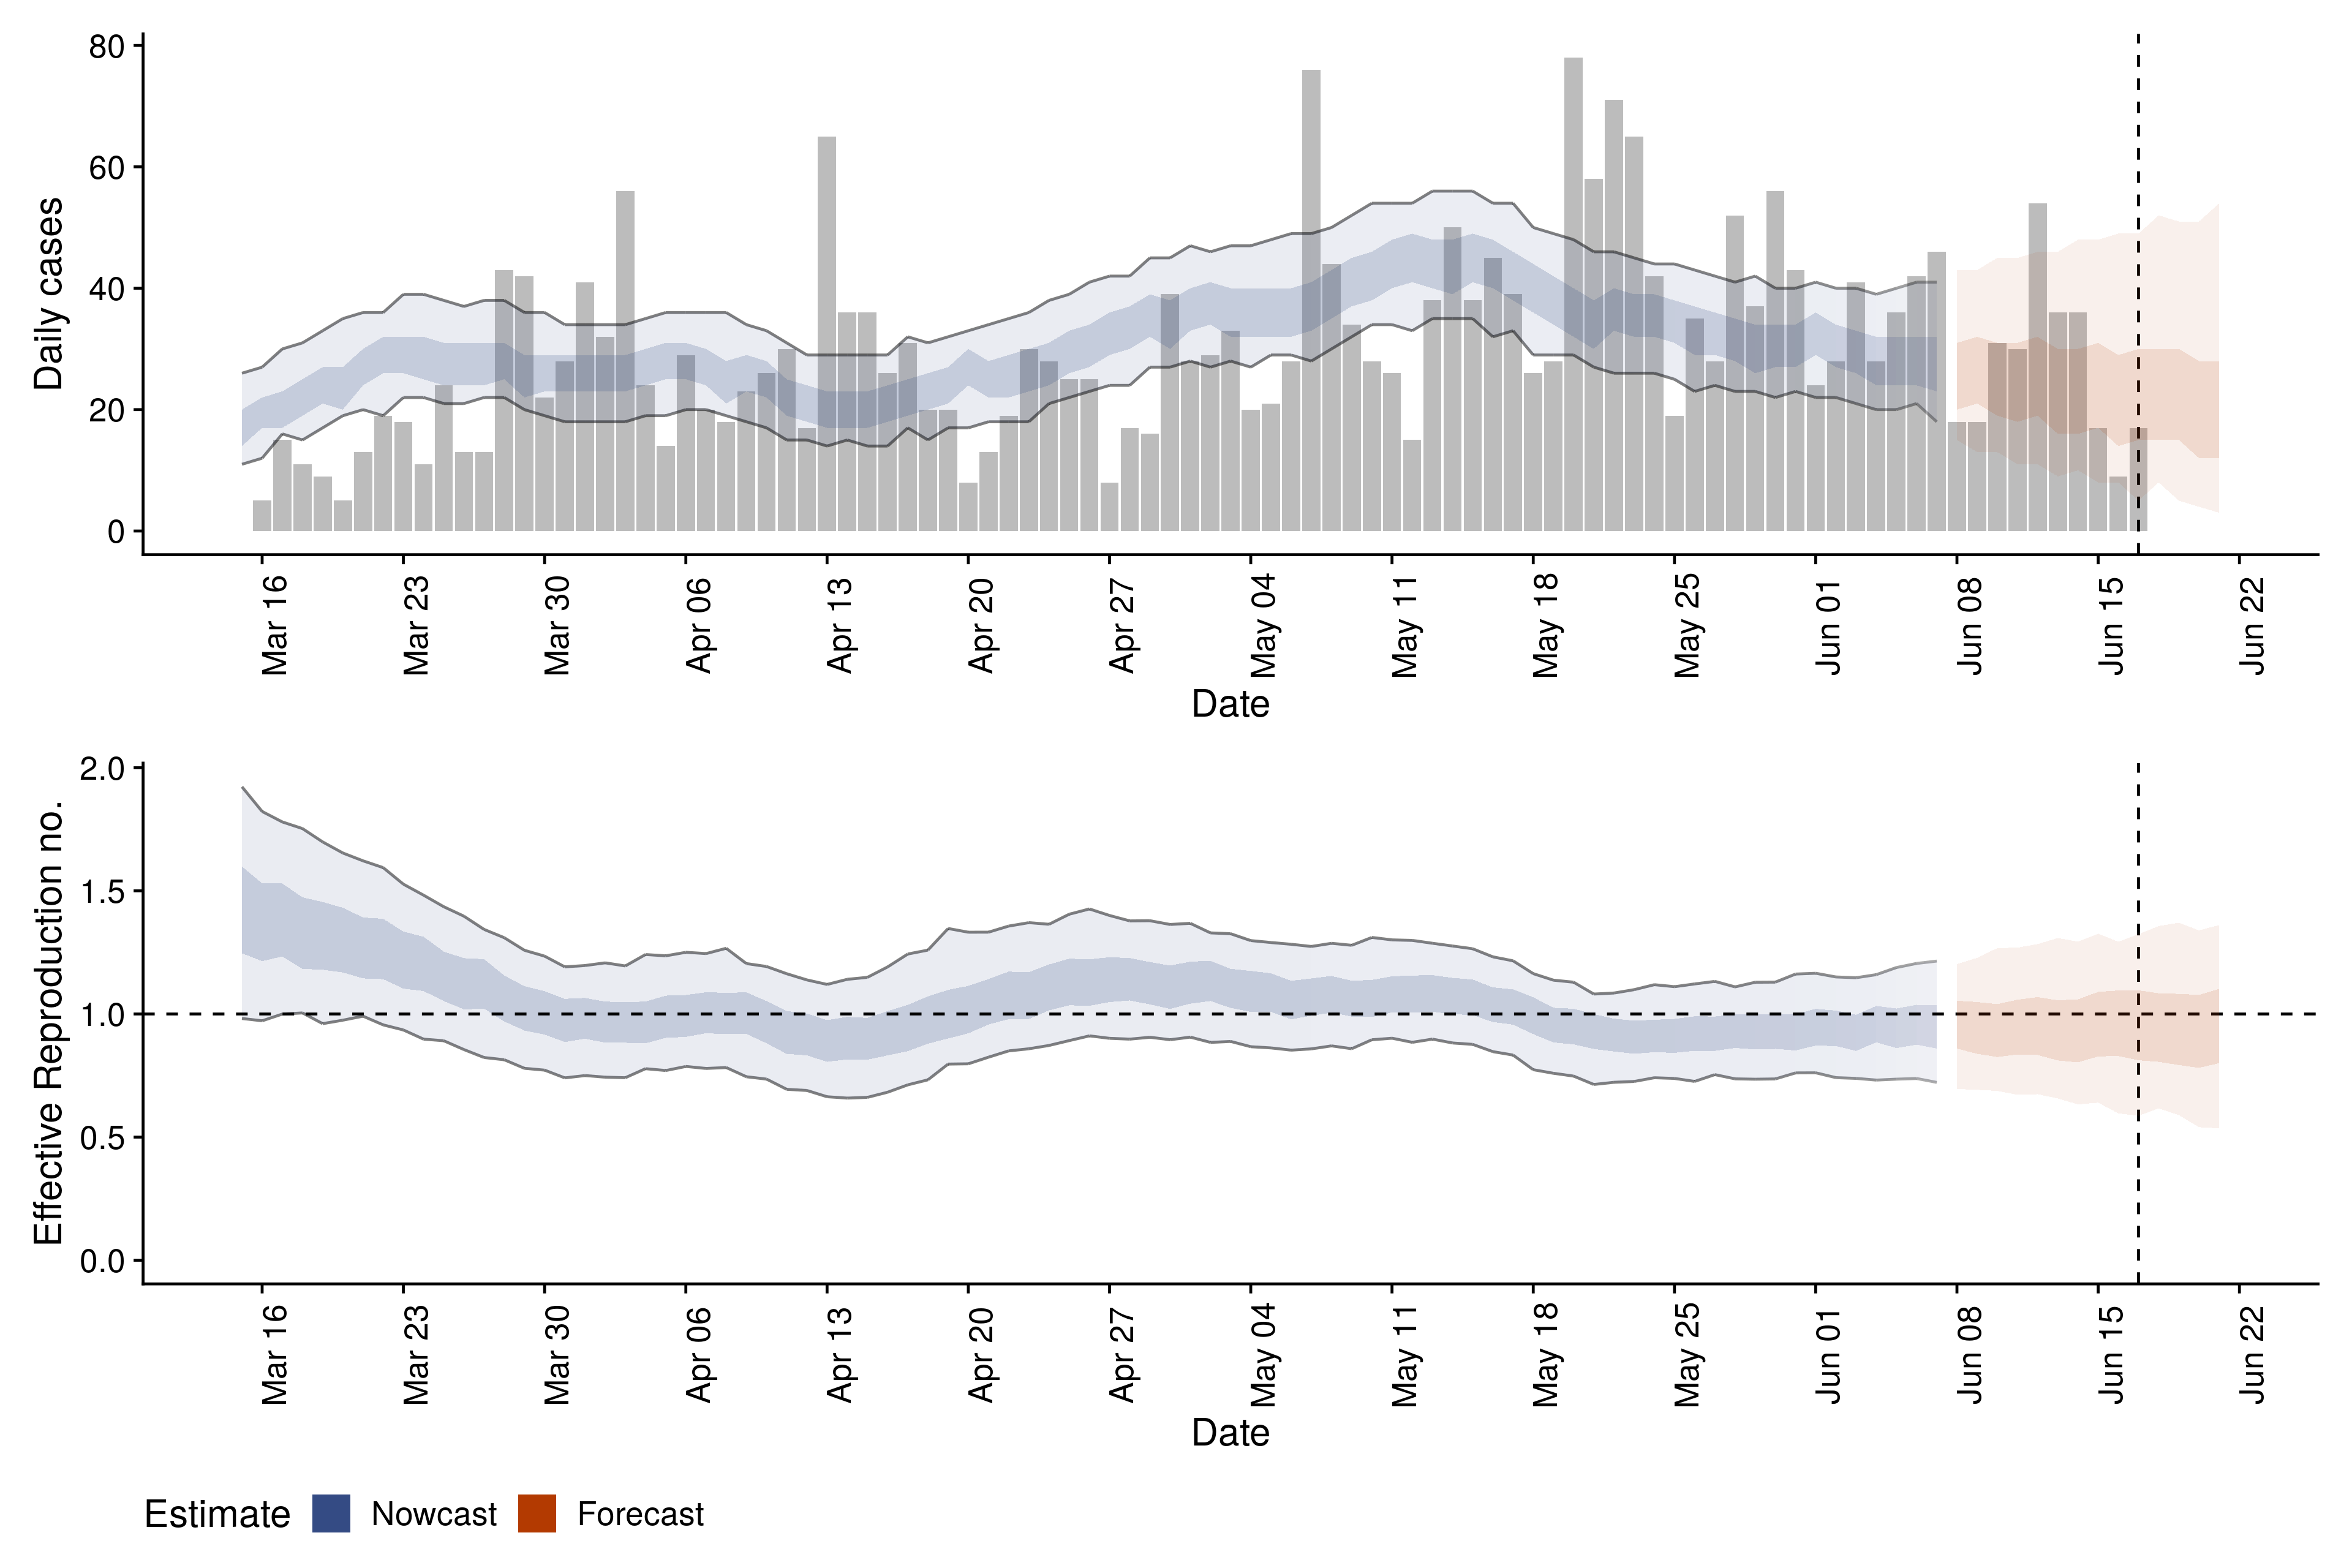 80
60
40
20
0
Daily cases
Mar 16
Mar 23
Mar 30
Apr 06
Apr 13
Apr 20
Apr 27
May 04
May 11
May 18
May 25
Jun 01
Jun 08
Jun 15
Jun 22
Date
2.0
1.5
1.0
0.5
0.0
Effective Reproduction no.
Mar 16
Mar 23
Mar 30
Apr 06
Apr 13
Apr 20
Apr 27
May 04
May 11
May 18
May 25
Jun 01
Jun 08
Jun 15
Jun 22
Date
Estimate Nowcast Forecast